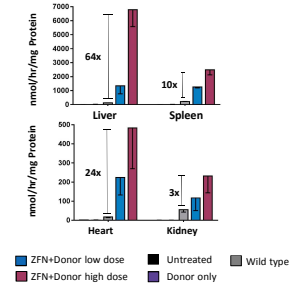 nmol/hr/mg Protein
7000
6000
5000
4000
3000
2000
1000
0
64x
10x
Liver
Spleen
nmol/hr/mg Protein
500
400
300
200
100
0
24x
3x
Heart
Kidney
ZFN+Donor low dose
Untreated
Wild type
ZFN+Donor high dose
Donor only